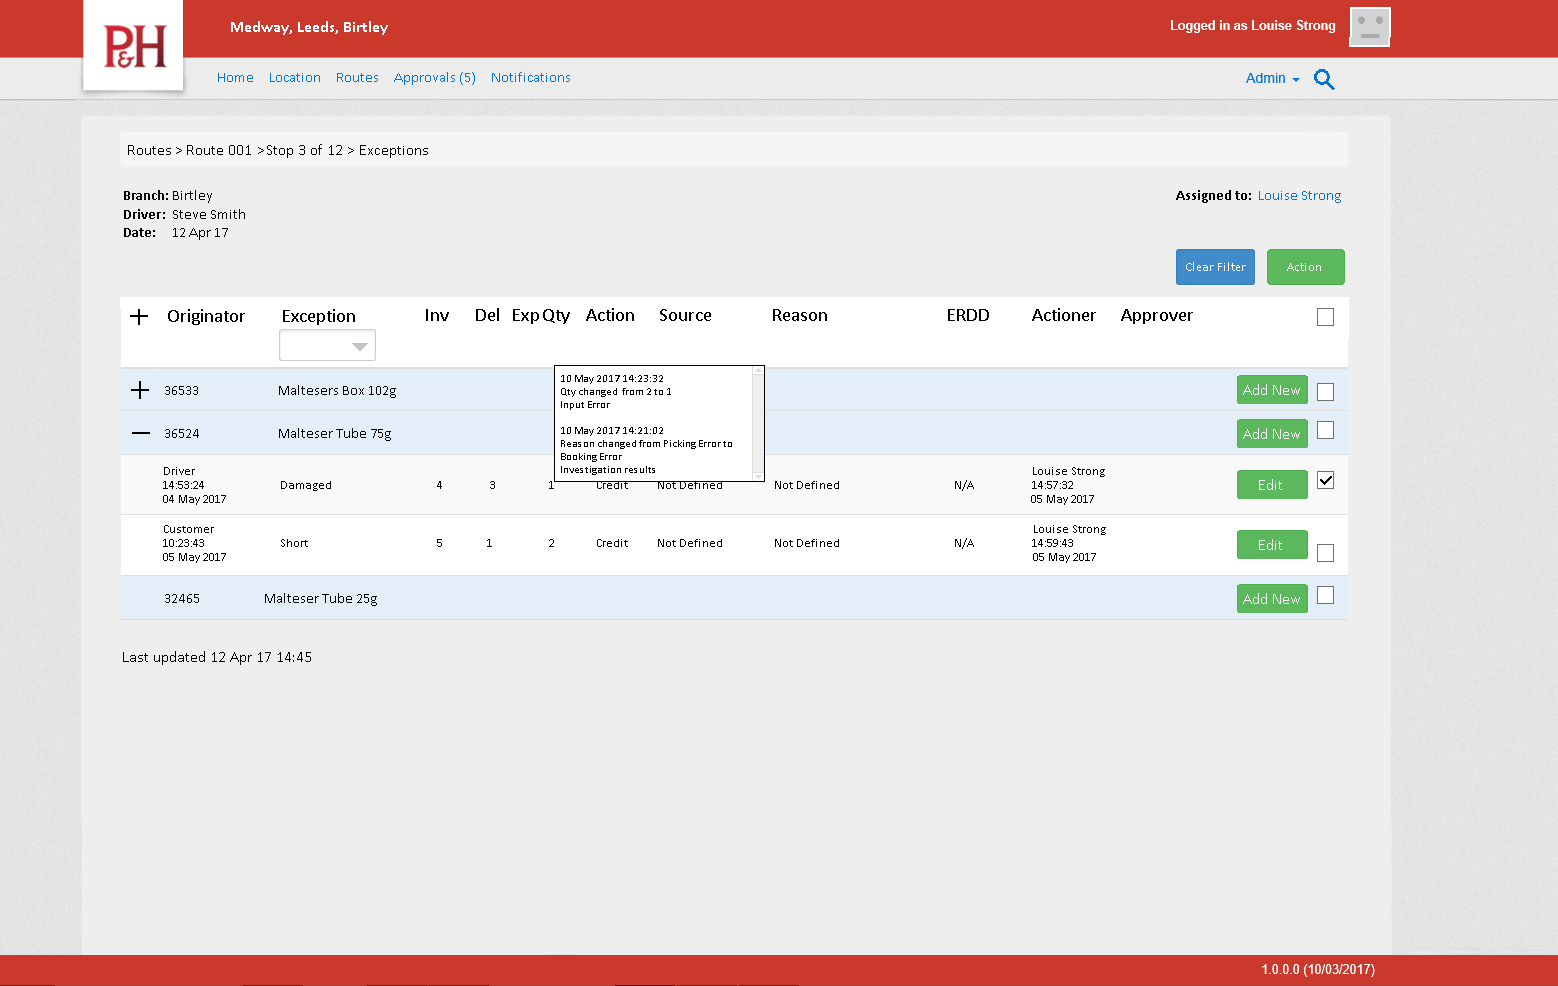 Medway, Leeds, Birtley
Logged in as Louise Strong
P&H
Home Location Routes Approvals (5) Notifications
Admin
Routes > Route 001 >Stop 3 of 12 > Exceptions
Branch: Birtley
Assigned to: Louise Strong
Driver: Steve Smith
Date: 12 Apr 17
Clear Filter Action
Originator Exception Inv Del Exp Qty Action Source Reason ERDD Actioner Approver
36533 Maltesers Box 102g Add New
10 May 2017 14:23:32
Qty changed from 2 to 1
Input Error
10 May 2017 14:21:02
Reason changed from Picking Error to
Booking Error
Investigation results
36524 Malteser Tube 75g Add New
Driver
14:53:24
04 May 2017
Damaged 4 3 1 Credit Not Defined Not Defined N/A
Louise Strong
14:57:32
05 May 2017
Edit
Customer
10:23:43
05 May 2017
Short 5 1 2 Credit Not Defined Not Defined N/A
Louise Strong
14:59:43
05 May 2017
Edit
32465 Malteser Tube 25g Add New
Last updated 12 Apr 17 14:45
1.0.0.0 (10/03/2017)